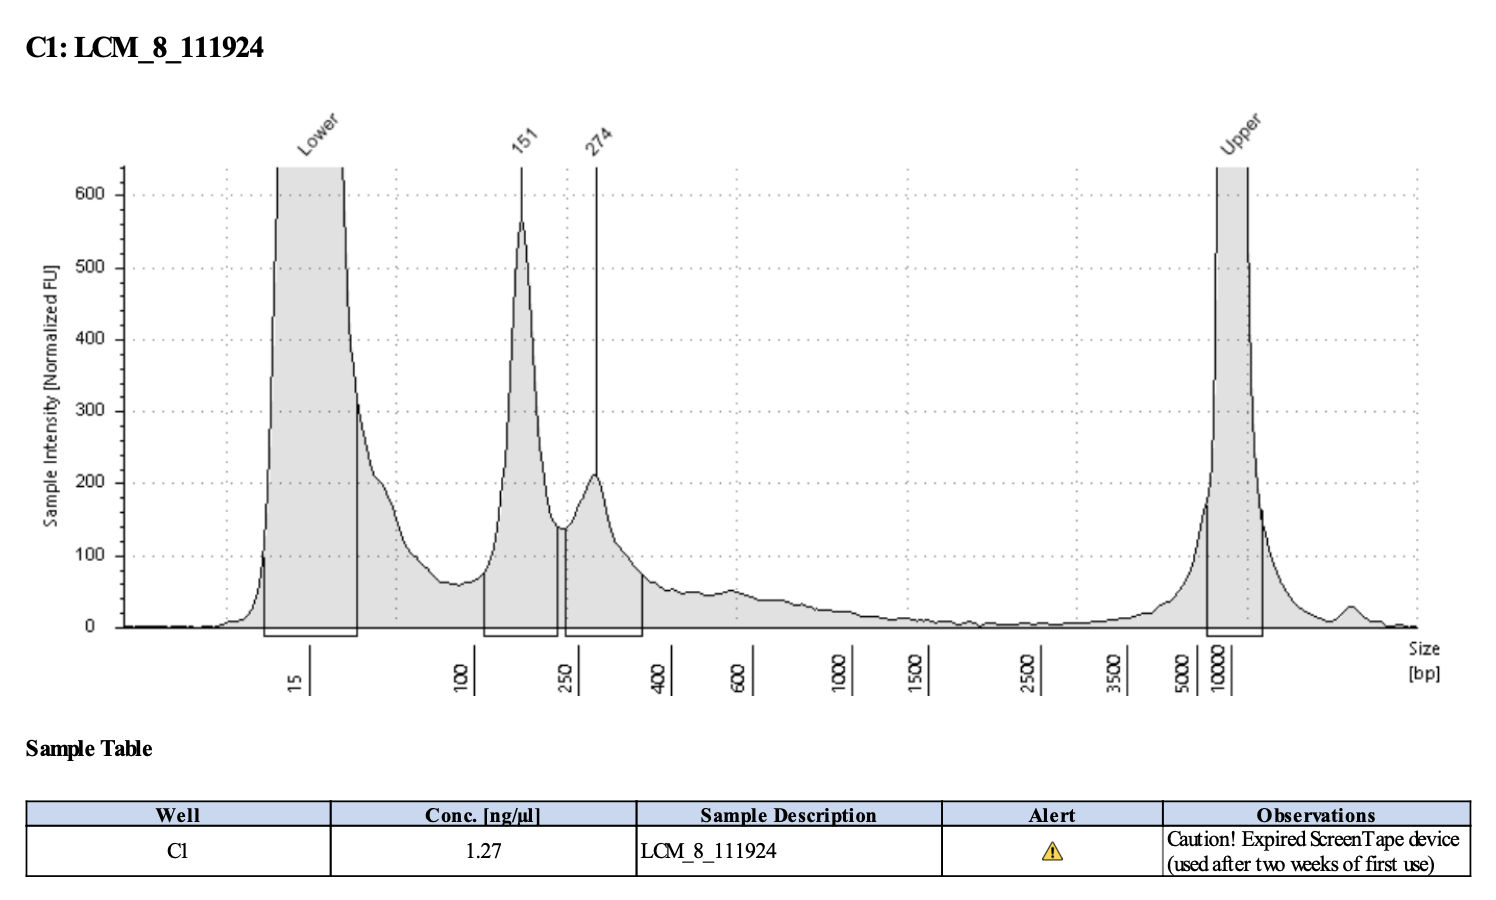 C1: LCM_8_111924
Lower
151
274
Upper
Sample Intensity [Normalized FU]
600
500
400
300
200
100
0
15
100
250
400
600
1000
1500
2500
3500
5000
10000
Size
[bp]
Sample Table
Well Conc. [ng/µl] Sample Description Alert Observations
C1 1.27 LCM_8_111924 Caution! Expired ScreenTape device
(used after two weeks of first use)